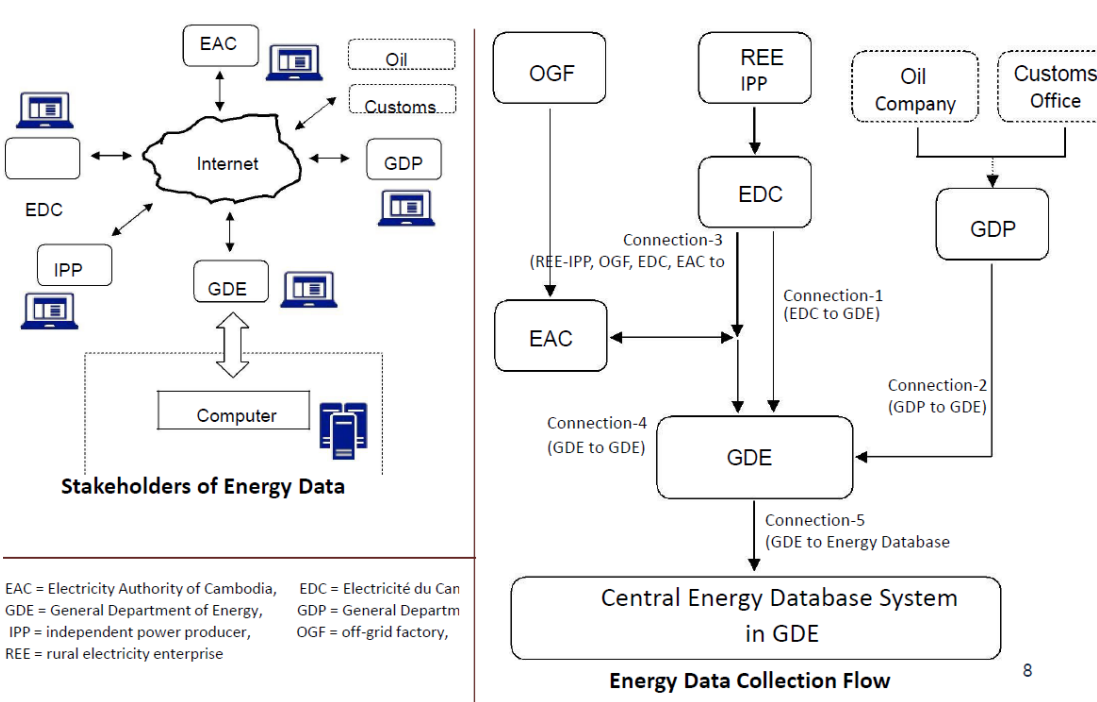 EAC
Oil
Customs
Internet
GDP
EDC
IPP
GDE
Computer
Stakeholders of Energy Data
EAC = Electricity Authority of Cambodia, EDC = Electricité du Can
GDE = General Department of Energy, GDP = General Departm
IPP = independent power producer, OGF = off-grid factory,
REE = rural electricity enterprise
OGF
REE
IPP
Oil
Company
Customs
Office
EDC
GDP
Connection-3
(REE-IPP, OGF, EDC, EAC to
Connection-1
(EDC to GDE)
EAC
Connection-2
(GDP to GDE)
Connection-4
(GDE to GDE)
GDE
Connection-5
(GDE to Energy Database
Central Energy Database System
in GDE
Energy Data Collection Flow
8